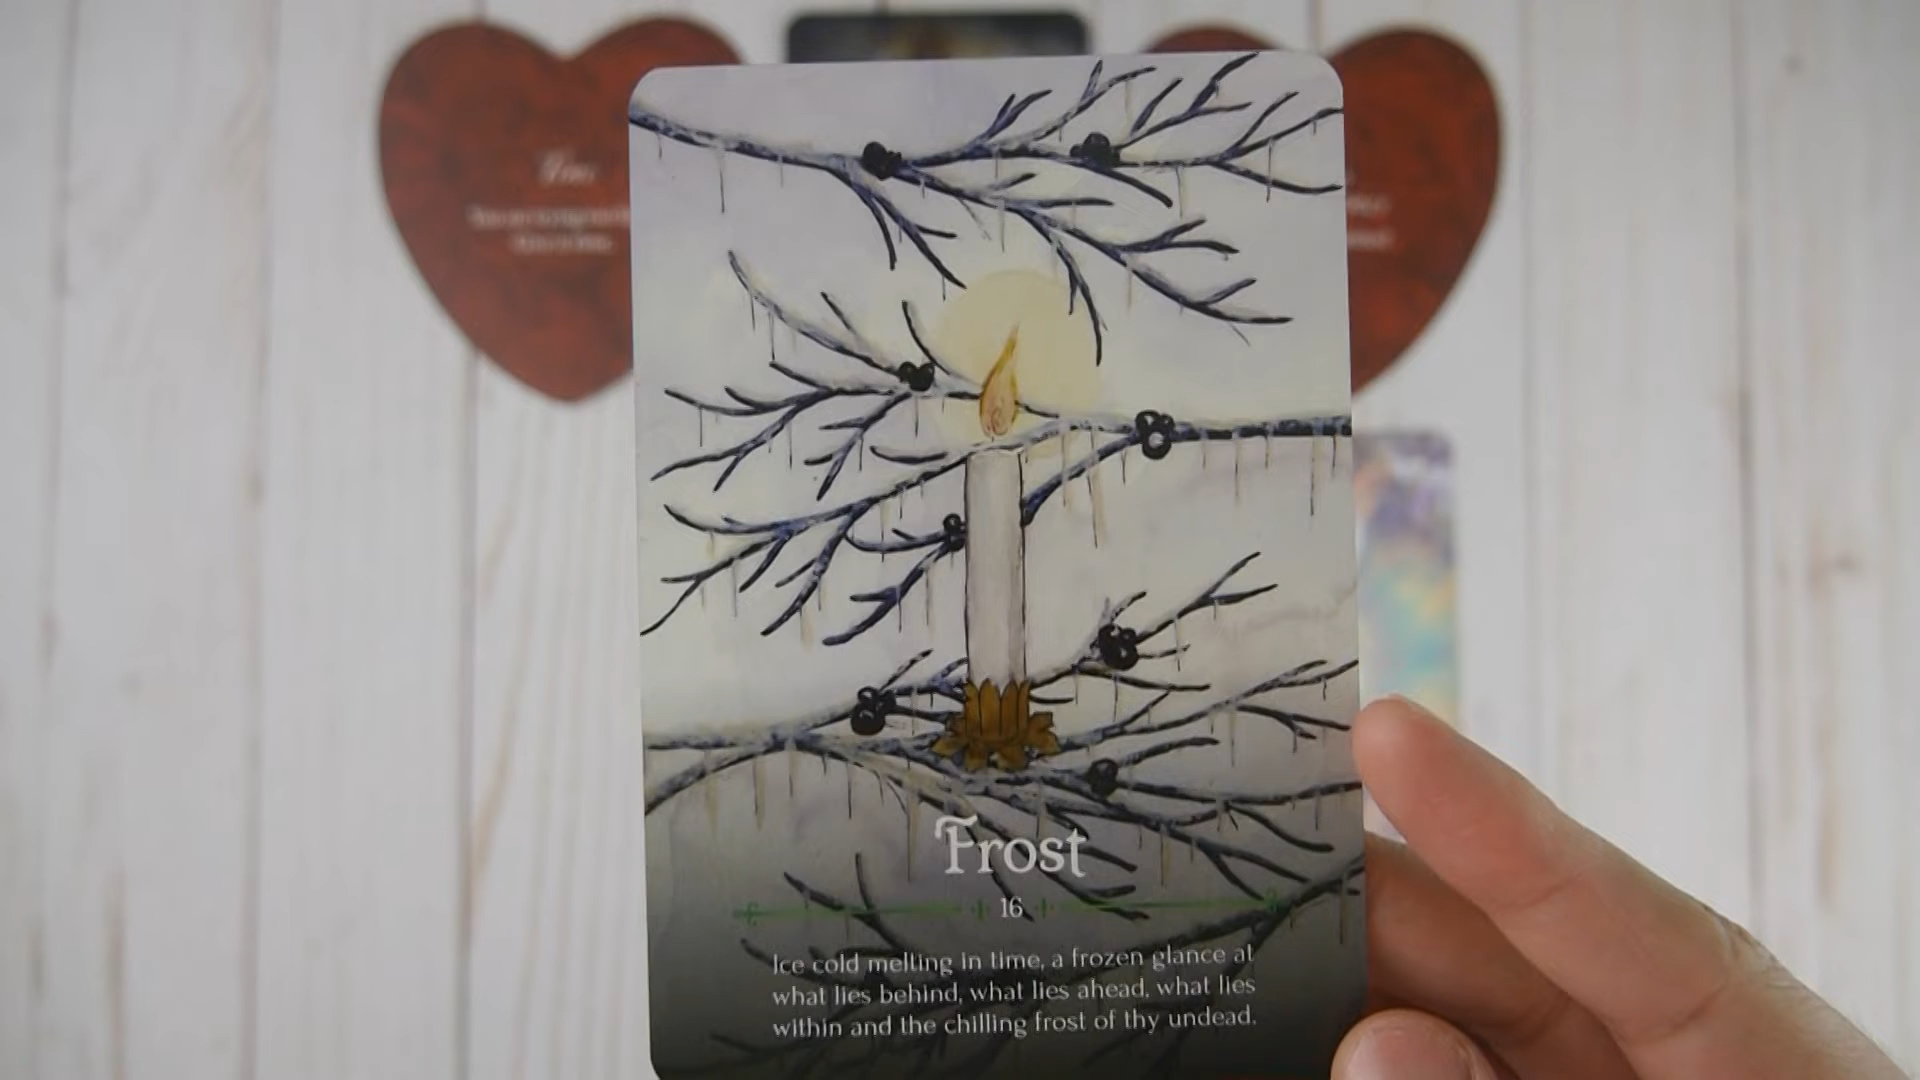 Frost
16
Ice cold melting in time, a frozen glance at
what lies behind, what lies ahead, what lies
within and the chilling frost of thy undead.